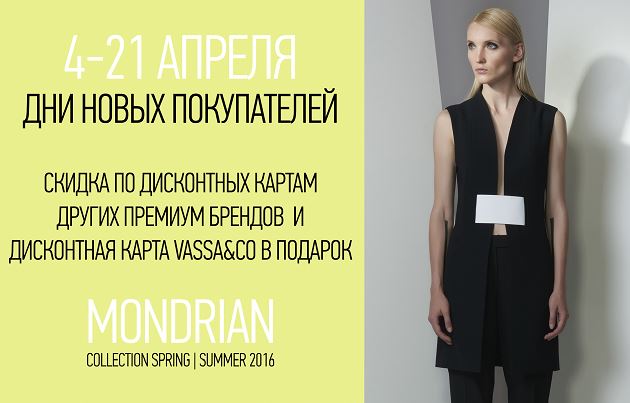 4-21 АПРЕЛЯ
ДНИ НОВЫХ ПОКУПАТЕЛЕЙ
СКИДКА ПО ДИСКОНТНЫХ КАРТАМ
ДРУГИХ ПРЕМИУМ БРЕНДОВ И
ДИСКОНТНАЯ КАРТА VASSA&CO В ПОДАРОК
MONDRIAN
COLLECTION SPRING | SUMMER 2016